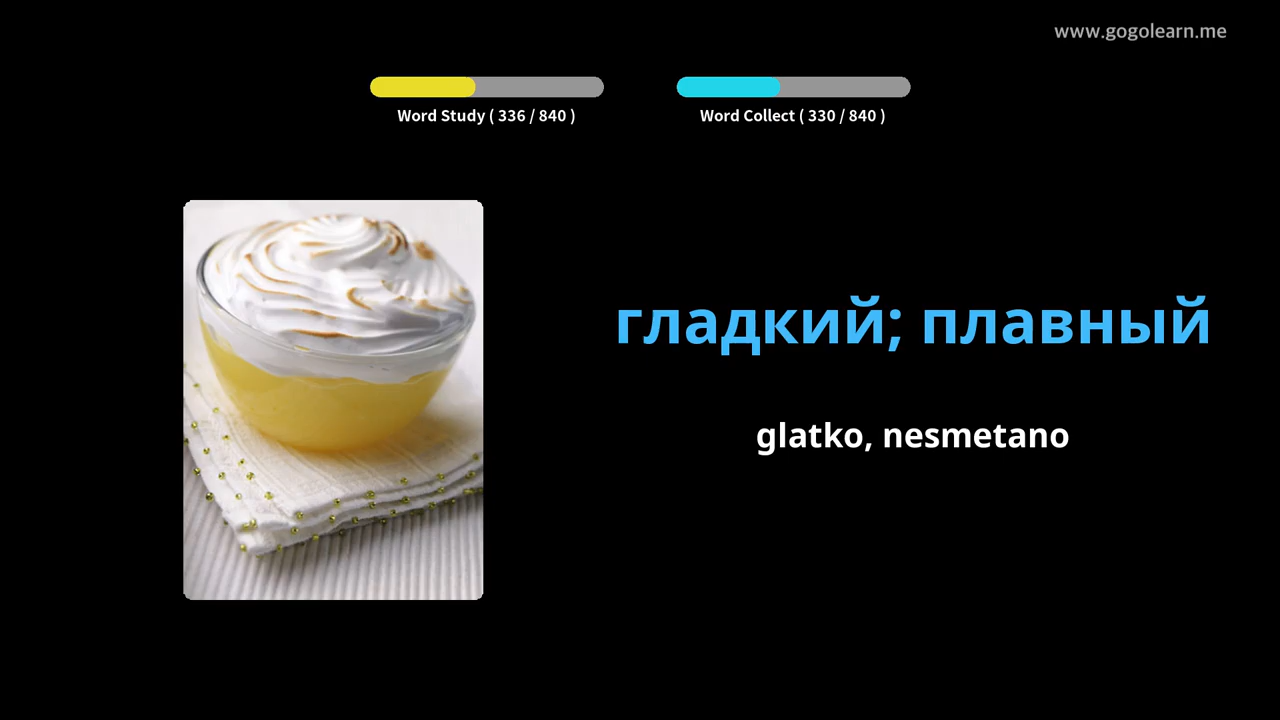 www.gogolearn.me
Word Study ( 336 / 840 )
Word Collect ( 330 / 840 )
гладкий; плавный
glatko, nesmetano